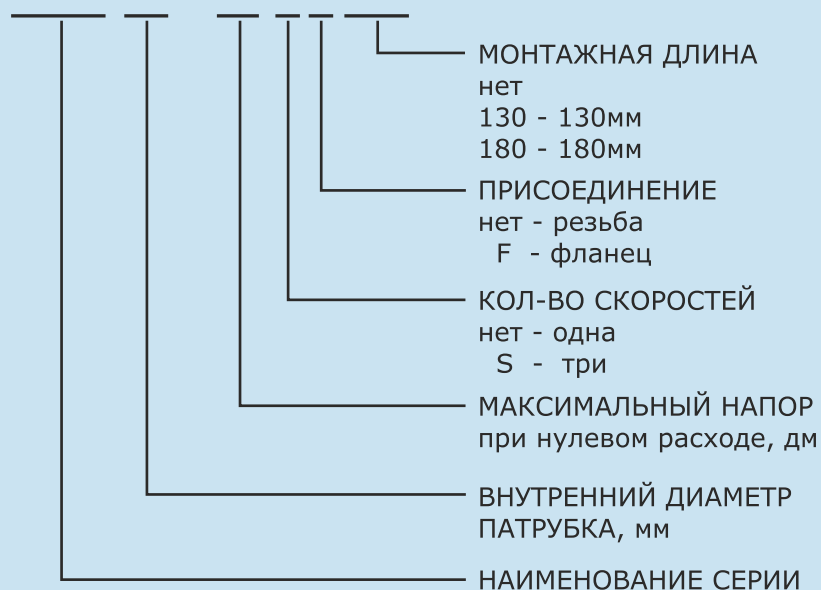 МОНТАЖНАЯ ДЛИНА
нет
130 - 130мм
180 - 180мм
ПРИСОЕДИНЕНИЕ
нет - резьба
F - фланец
КОЛ-ВО СКОРОСТЕЙ
нет - одна
S - три
МАКСИМАЛЬНЫЙ НАПОР
при нулевом расходе, дм
ВНУТРЕННИЙ ДИАМЕТР
ПАТРУБКА, мм
НАИМЕНОВАНИЕ СЕРИИ